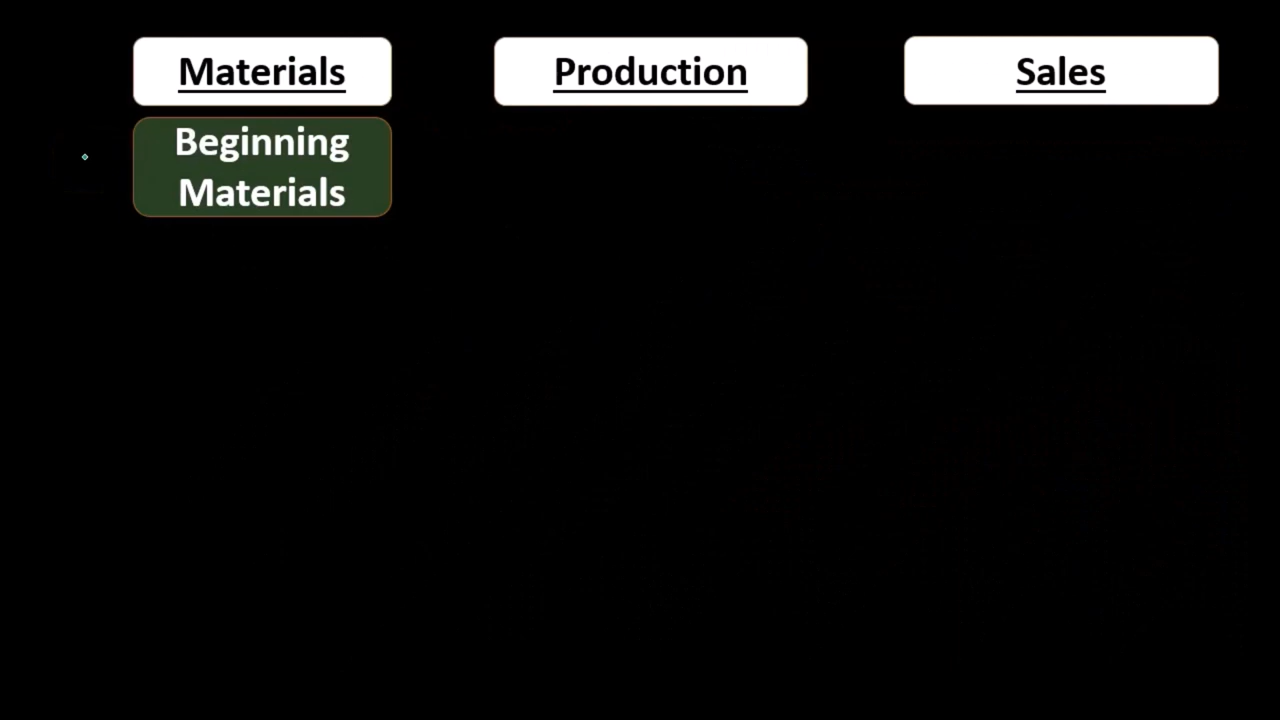 Materials
Production
Sales
Beginning
Materials